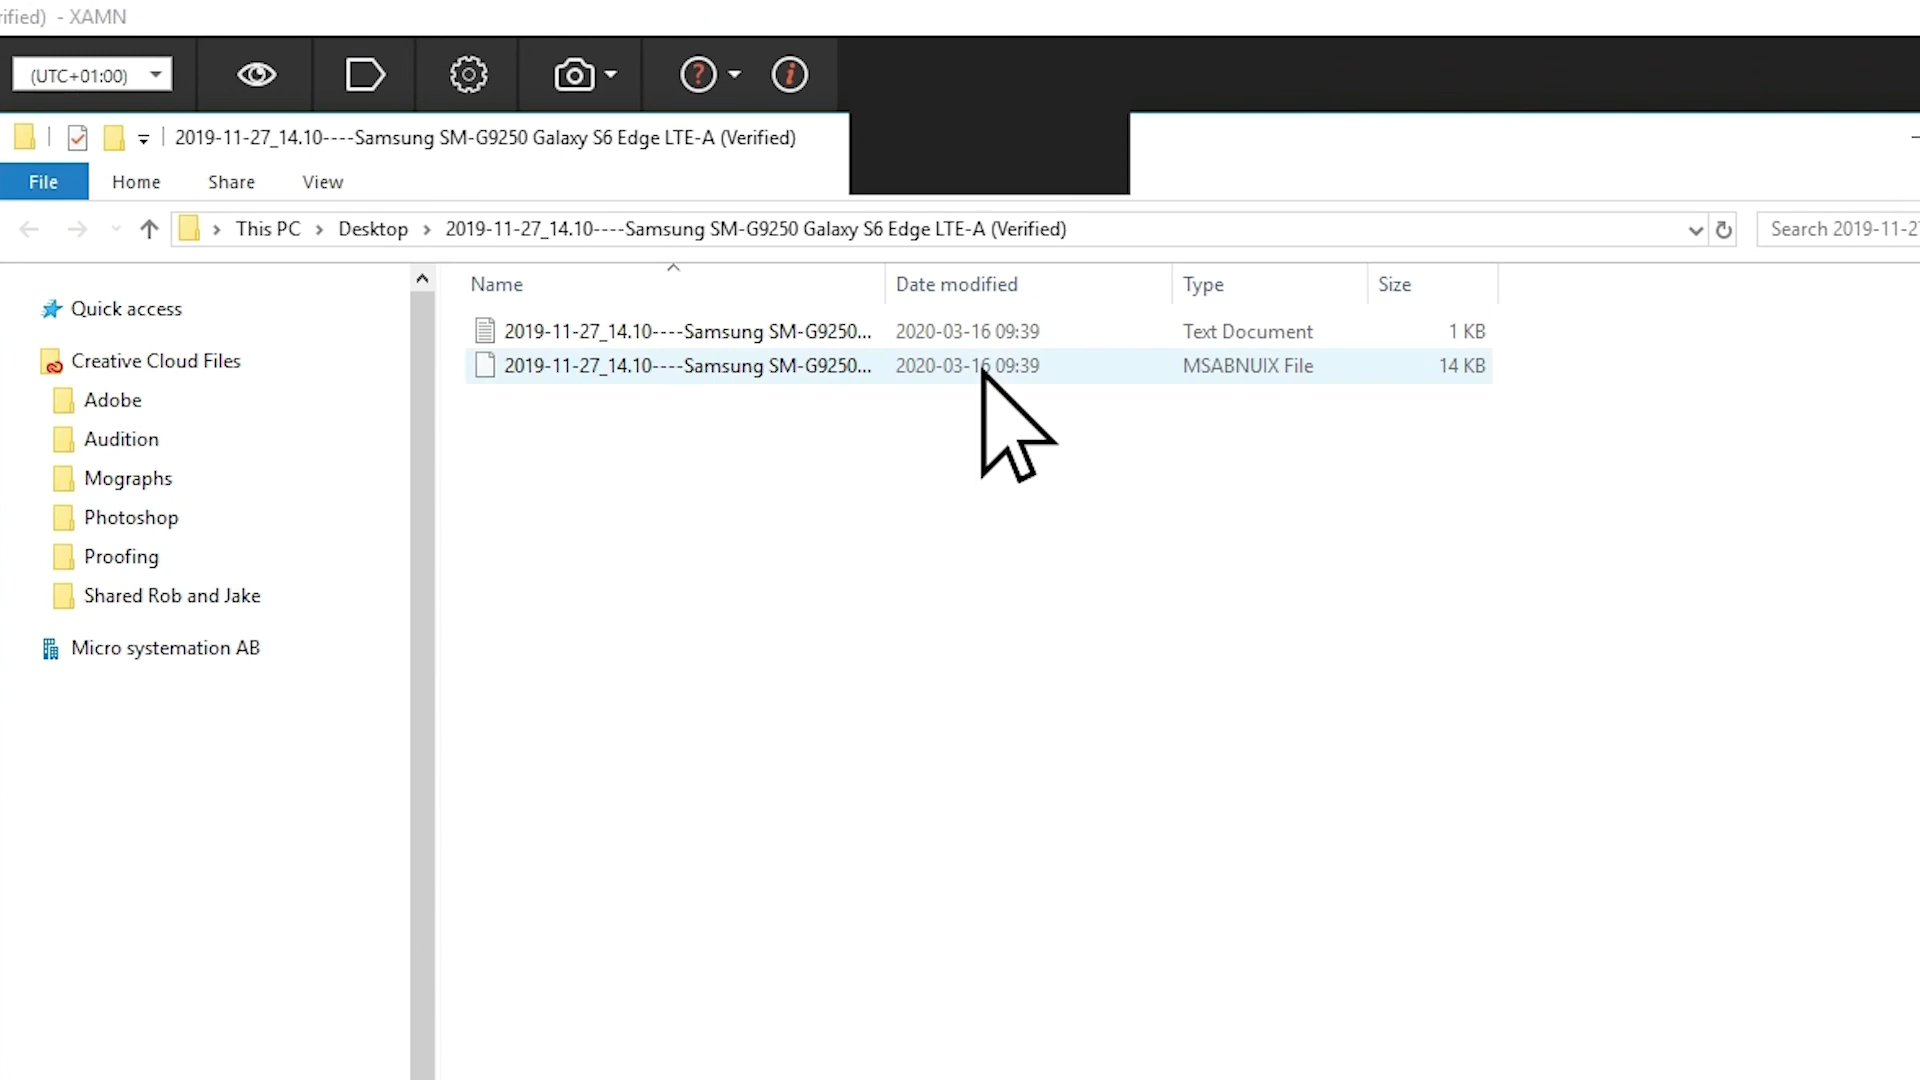 rified) - XAMN
(UTC+01:00)
2019-11-27_14.10----Samsung SM-G9250 Galaxy S6 Edge LTE-A (Verified)
File Home Share View
This PC > Desktop > 2019-11-27_14.10----Samsung SM-G9250 Galaxy S6 Edge LTE-A (Verified)
Search 2019-11-27
Name Date modified Type Size
2019-11-27_14.10----Samsung SM-G9250... 2020-03-16 09:39 Text Document 1 KB
2019-11-27_14.10----Samsung SM-G9250... 2020-03-16 09:39 MSABNUIX File 14 KB
Quick access
Creative Cloud Files
Adobe
Audition
Mographs
Photoshop
Proofing
Shared Rob and Jake
Micro systemation AB